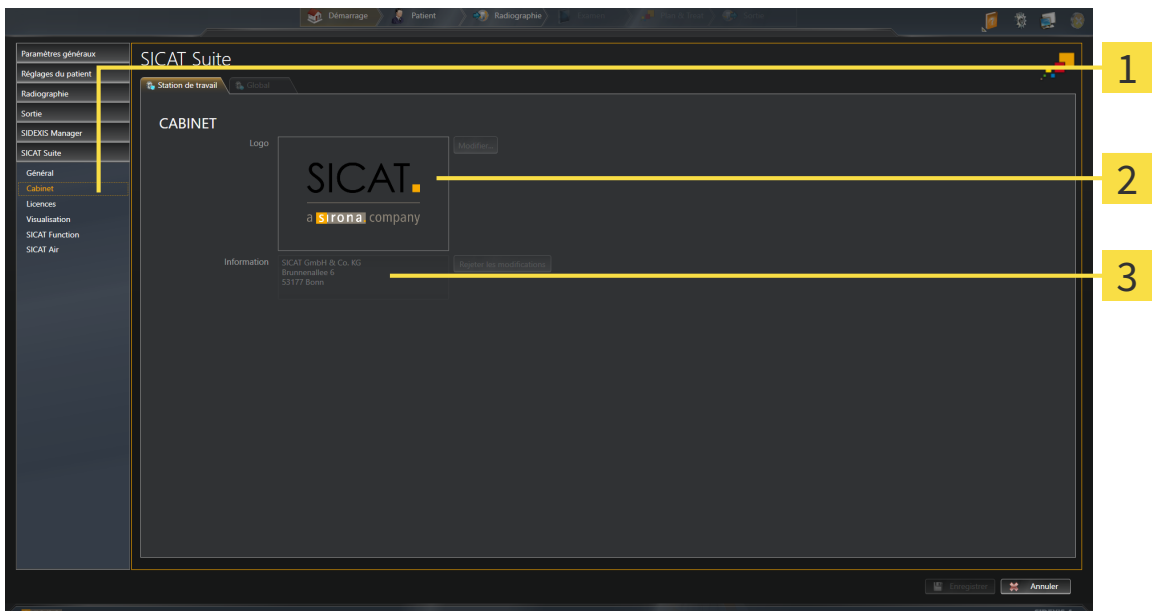 Démarrage Patient Radiographie
Paramètres généraux
Réglages du patient
Radiographie
Sortie
SIDEXIS Manager
SICAT Suite
Général
Cabinet
Licences
Visualisation
SICAT Function
SICAT Air
SICAT Suite
Station de travail Global
CABINET
Logo
SICAT.
a sirona. company
Modifier...
Information
SICAT GmbH & Co. KG
Brunnenallee 6
53177 Bonn
Rejeter les modifications
Enregistrer Annuler
1
2
3